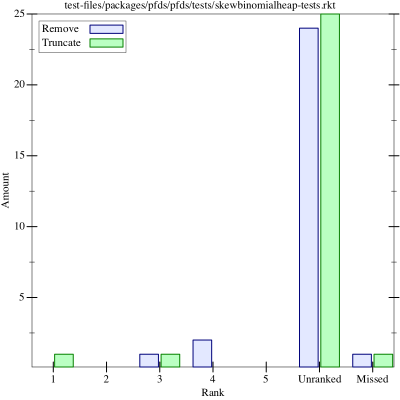 test-files/packages/pfds/pfds/tests/skewbinomialheap-tests.rkt
25
Remove
Truncate
20
15
Amount
10
5
1 2 3 4 5 Unranked Missed
Rank